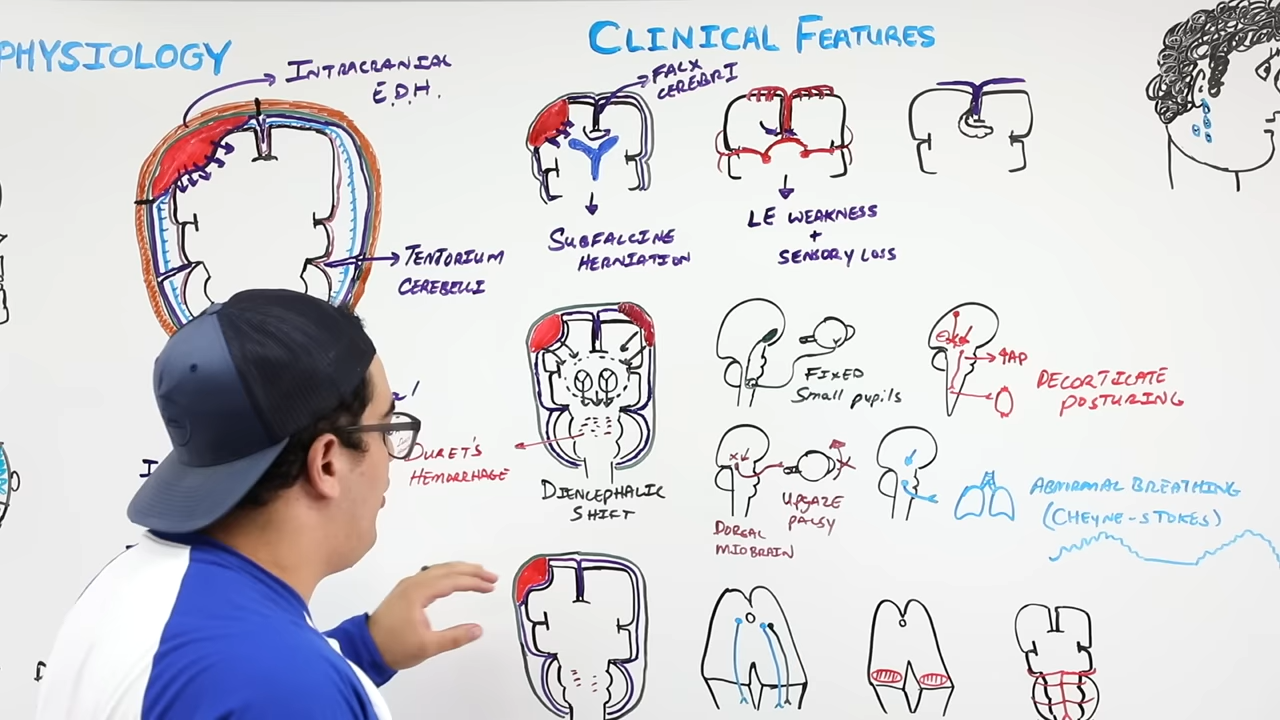 PHYSIOLOGY
CLINICAL FEATURES
INTRACRANIAL
E.D.H.
FALX
CEREBRI
TENTORIUM
CEREBELLI
SUBFALCINE
HERNIATION
LE WEAKNESS
+
SENSORY LOSS
DURET'S
HEMORRHAGE
DIENCEPHALIC
SHIFT
FIXED
Small pupils
↑AP
DECORTICATE
POSTURING
DORSAL
MIDBRAIN
UPGAZE
PALSY
ABNORMAL BREATHING
(CHEYNE-STOKES)